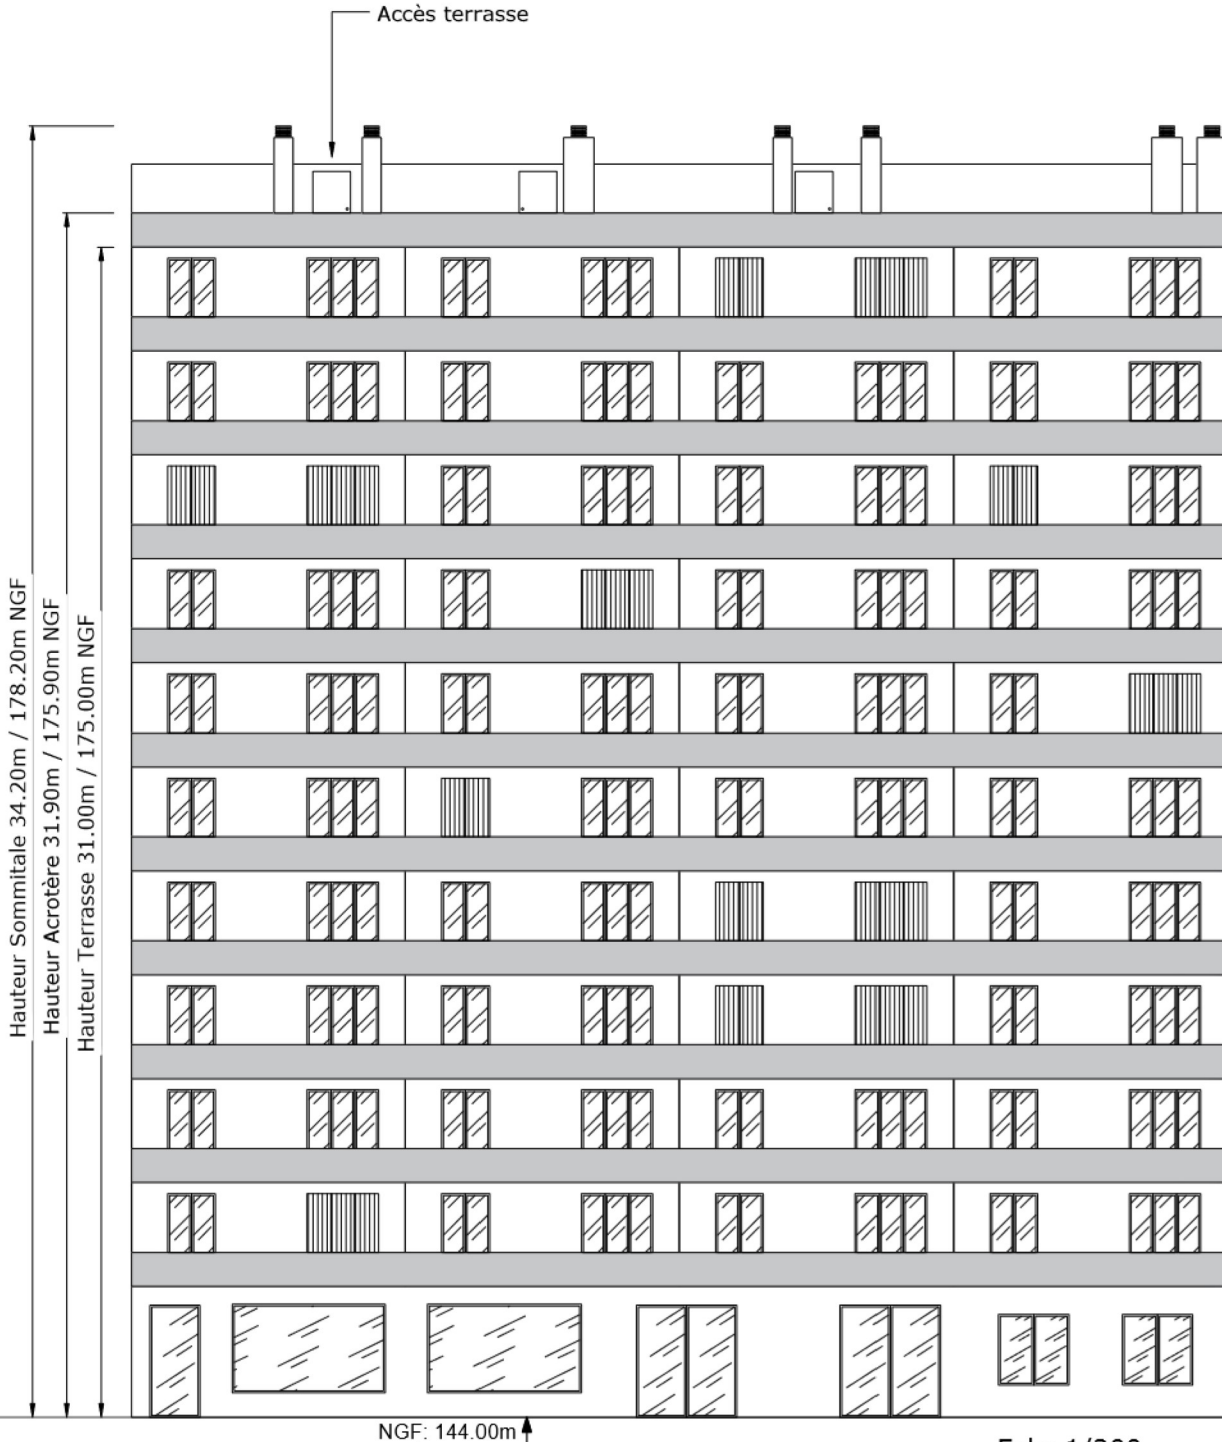 Accès terrasse
Hauteur Sommitale 34.20m / 178.20m NGF
Hauteur Acrotère 31.90m / 175.90m NGF
Hauteur Terrasse 31.00m / 175.00m NGF
NGF: 144.00m